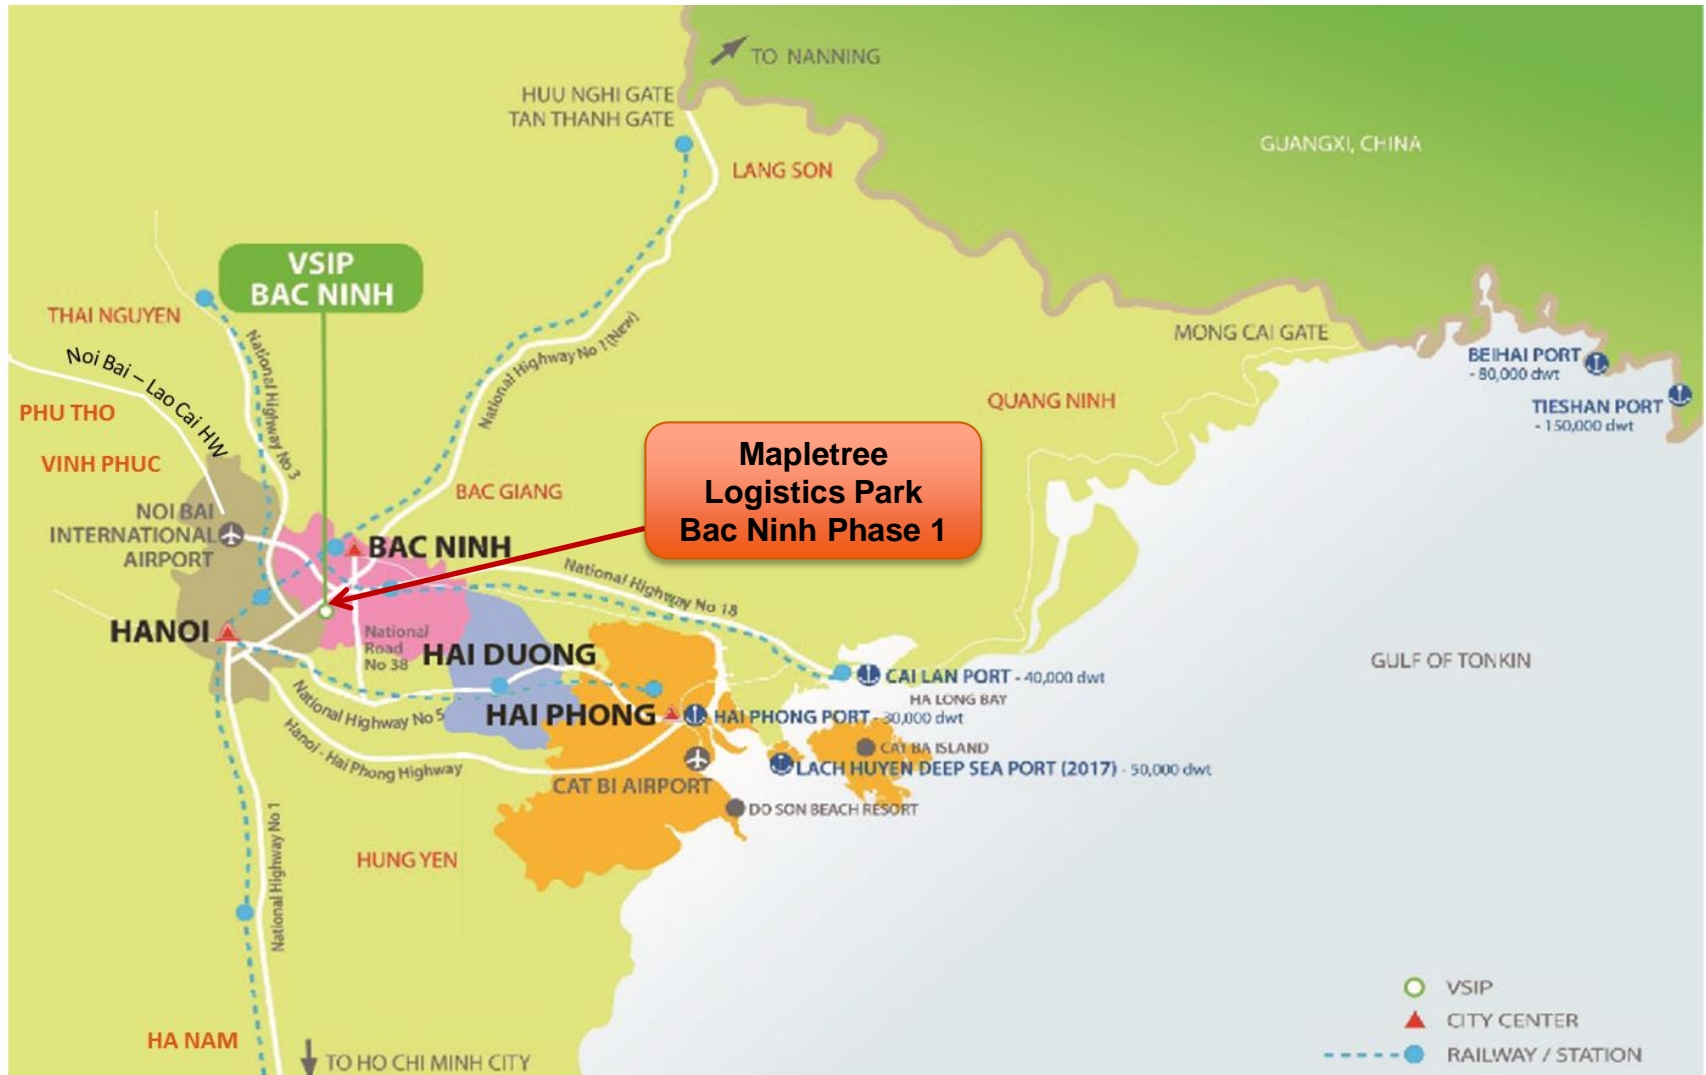 TO NANNING
HUU NGHI GATE
TAN THANH GATE
GUANGXI, CHINA
LANG SON
VSIP
BAC NINH
THAI NGUYEN
National Highway No 3
National Highway No 1 (New)
MONG CAI GATE
Noi Bai – Lao Cai HW
BEIHAI PORT
- 80,000 dwt
TIESHAN PORT
- 150,000 dwt
PHU THO
QUANG NINH
VINH PHUC
Mapletree
Logistics Park
Bac Ninh Phase 1
BAC GIANG
NOI BAI
INTERNATIONAL
AIRPORT
BAC NINH
National Highway No 18
HANOI
National
Road
No 38
HAI DUONG
GULF OF TONKIN
CAI LAN PORT - 40,000 dwt
HA LONG BAY
National Highway No 5
HAI PHONG
HAI PHONG PORT - 30,000 dwt
Hanoi - Hai Phong Highway
CAT BA ISLAND
LACH HUYEN DEEP SEA PORT (2017) - 50,000 dwt
CAT BI AIRPORT
DO SON BEACH RESORT
National Highway No 1
HUNG YEN
HA NAM
TO HO CHI MINH CITY
VSIP
CITY CENTER
RAILWAY / STATION